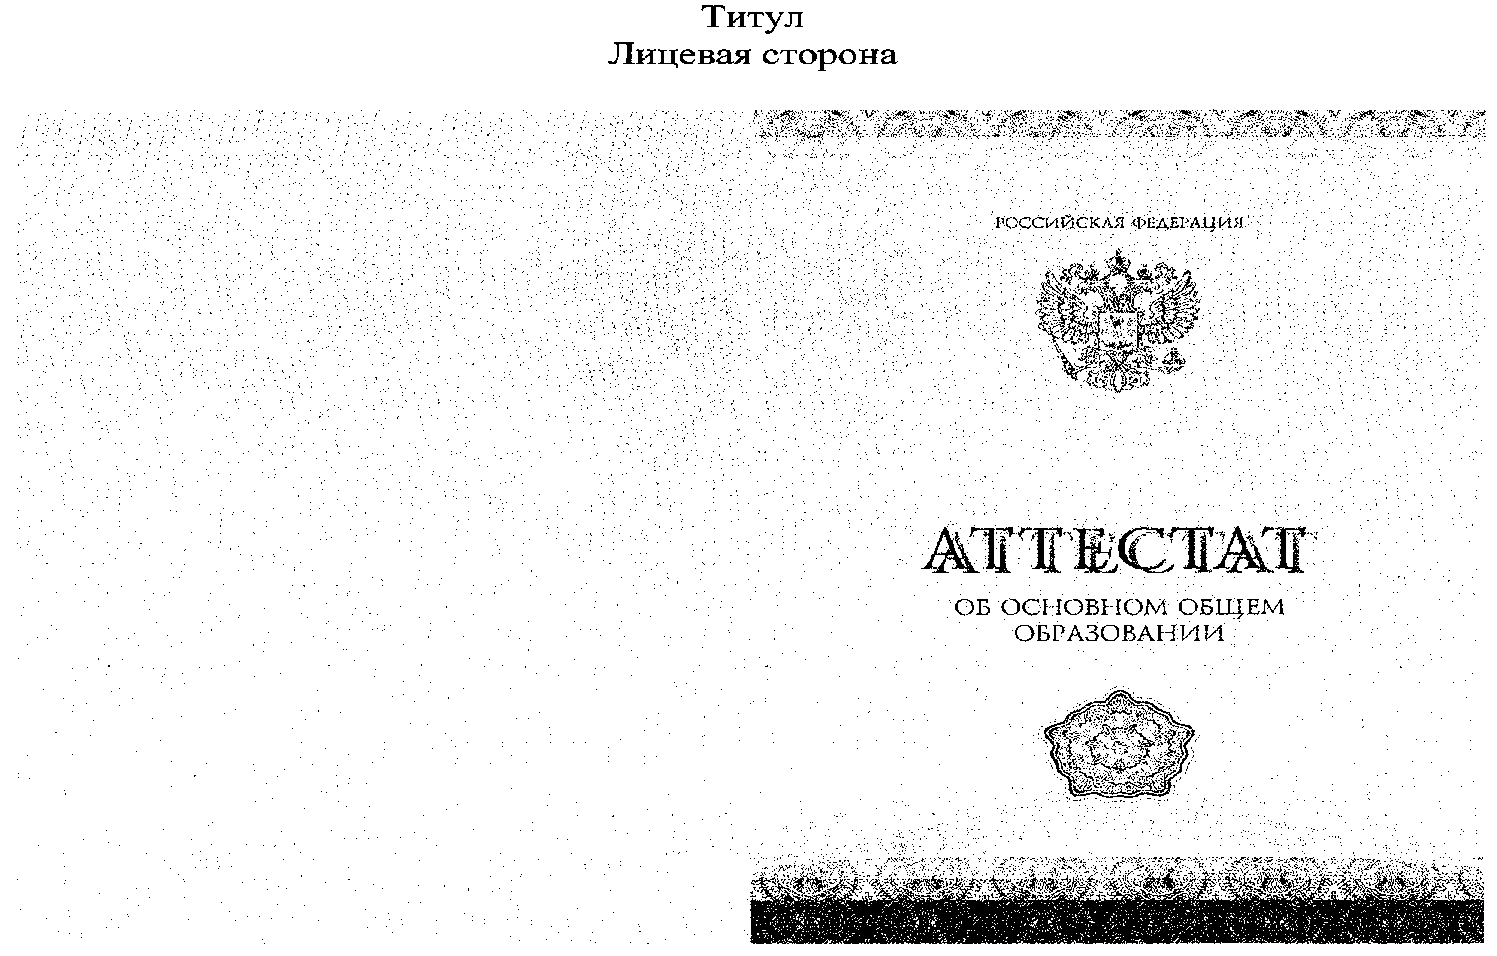 Титул
Лицевая сторона
РОССИЙСКАЯ ФЕДЕРАЦИЯ
АТТЕСТАТ
ОБ ОСНОВНОМ ОБЩЕМ
ОБРАЗОВАНИИ